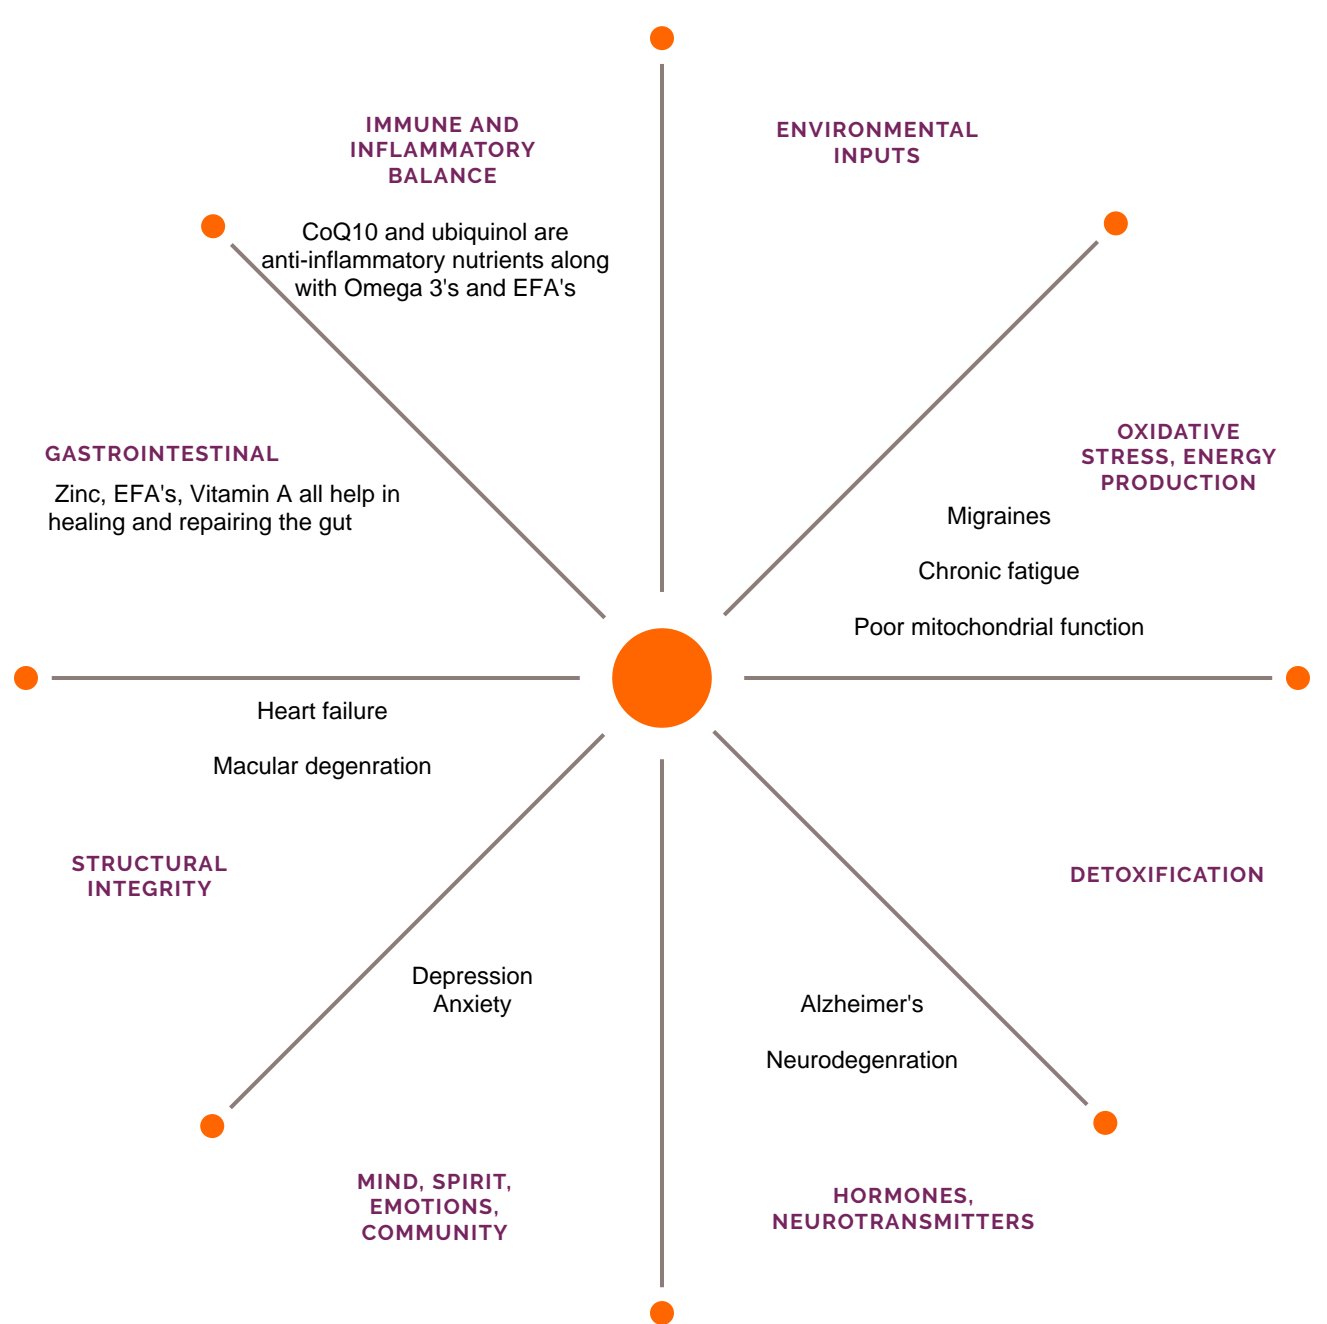 IMMUNE AND
INFLAMMATORY
BALANCE
CoQ10 and ubiquinol are
anti-inflammatory nutrients along
with Omega 3's and EFA's
ENVIRONMENTAL
INPUTS
GASTROINTESTINAL
Zinc, EFA's, Vitamin A all help in
healing and repairing the gut
OXIDATIVE
STRESS, ENERGY
PRODUCTION
Migraines
Chronic fatigue
Poor mitochondrial function
Heart failure
Macular degenration
STRUCTURAL
INTEGRITY
DETOXIFICATION
Depression
Anxiety
MIND, SPIRIT,
EMOTIONS,
COMMUNITY
Alzheimer's
Neurodegenration
HORMONES,
NEUROTRANSMITTERS